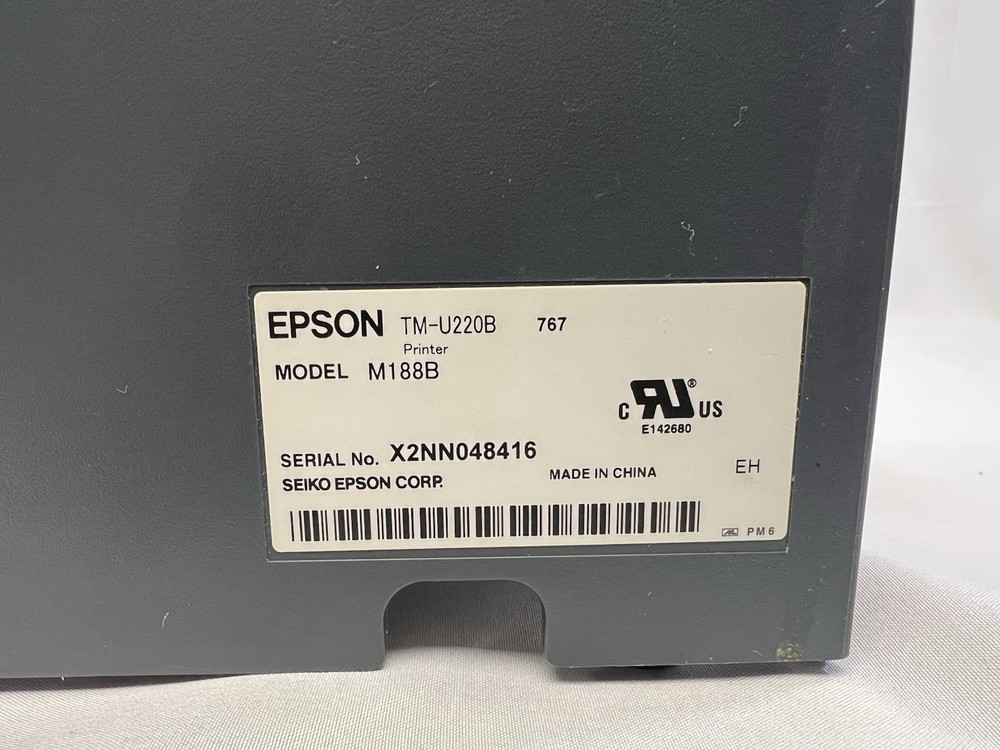 EPSON TM-U220B 767
Printer
MODEL M188B
C RU® US
E142680
SERIAL No. X2NN048416
SEIKO EPSON CORP.
MADE IN CHINA
EH
PM6